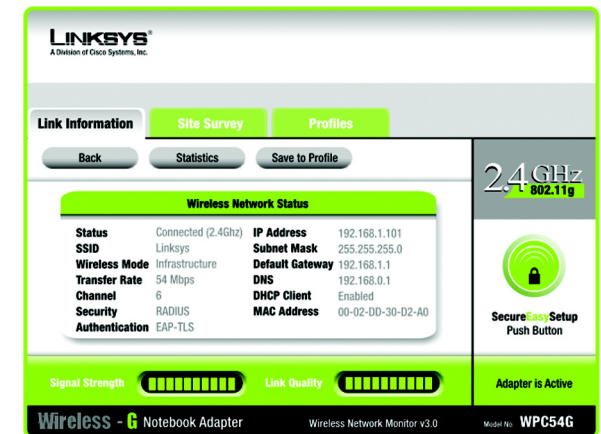 LINKSYS®
A Division of Cisco Systems, Inc.
Link Information Site Survey Profiles
Back Statistics Save to Profile
2.4 GHz
802.11g
Wireless Network Status
Status Connected (2.4Ghz) IP Address 192.168.1.101
SSID Linksys Subnet Mask 255.255.255.0
Wireless Mode Infrastructure Default Gateway 192.168.1.1
Transfer Rate 54 Mbps DNS 192.168.0.1
Channel 6 DHCP Client Enabled
Security RADIUS MAC Address 00-02-DD-30-D2-A0
Authentication EAP-TLS
SecureEasySetup
Push Button
Signal Strength Link Quality Adapter is Active
Wireless - G Notebook Adapter Wireless Network Monitor v3.0 Model No. WPC54G